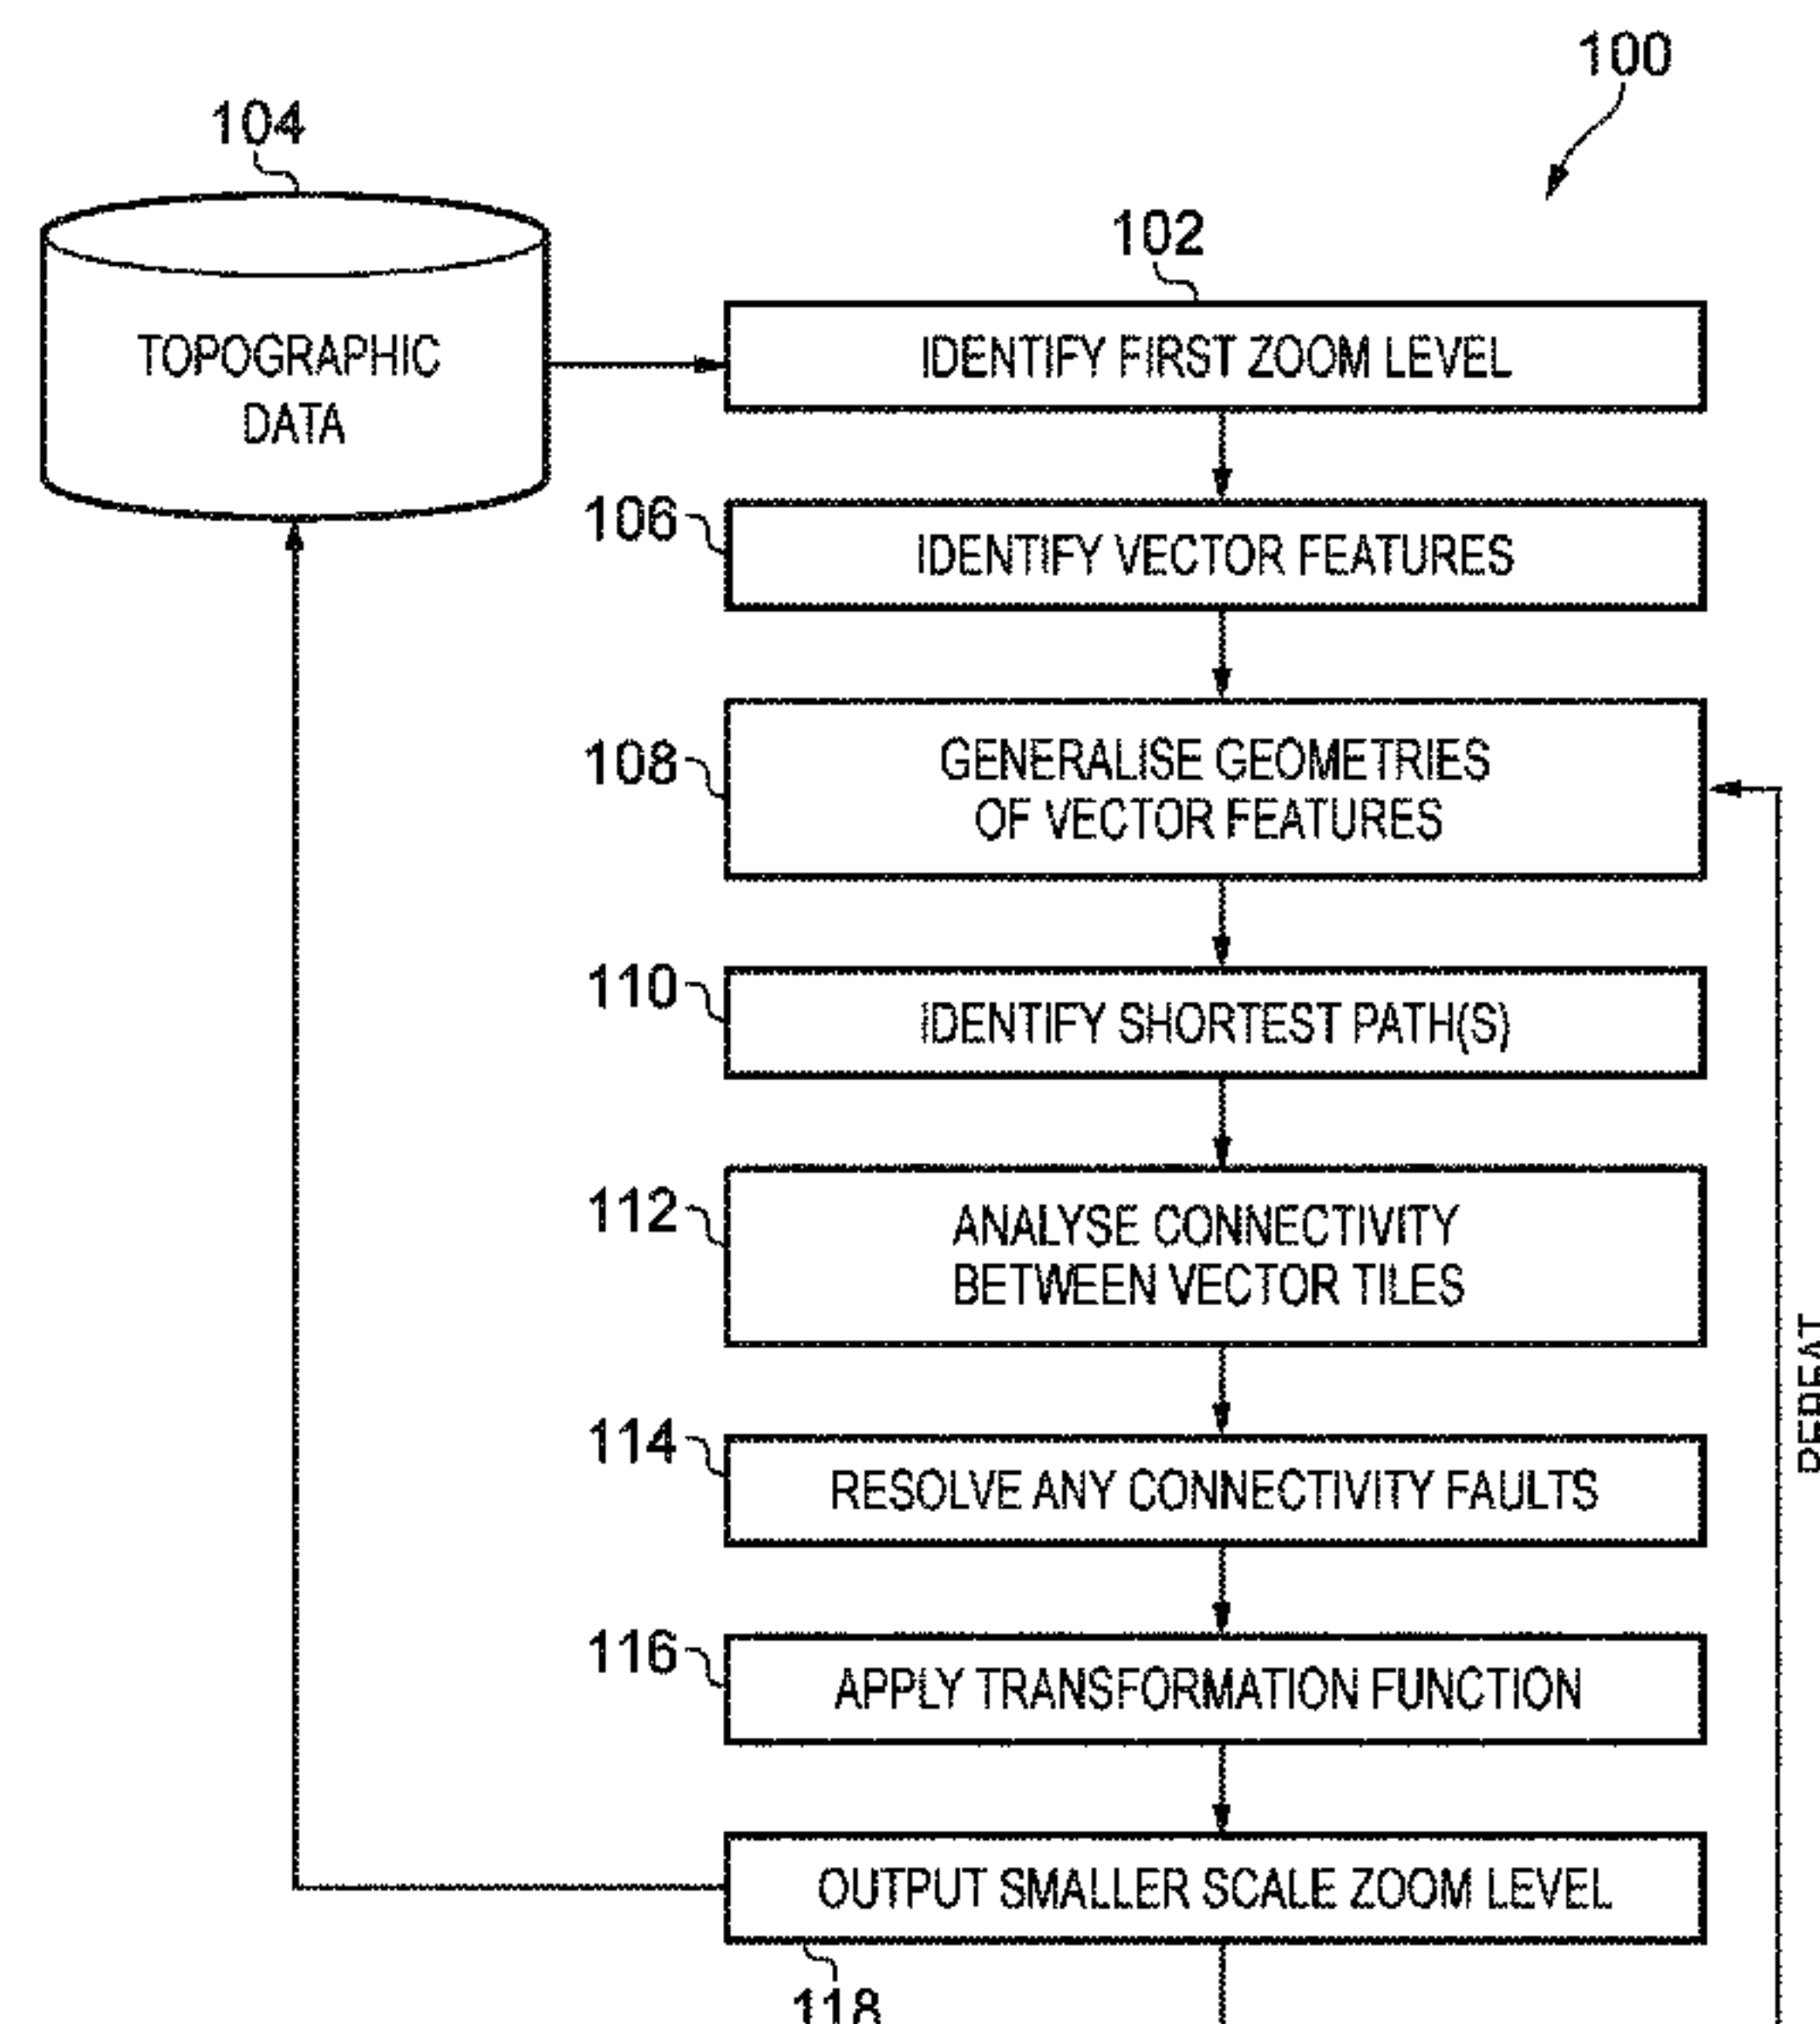 100
104
102
TOPOGRAPHIC
DATA
IDENTIFY FIRST ZOOM LEVEL
106
IDENTIFY VECTOR FEATURES
108
GENERALISE GEOMETRIES
OF VECTOR FEATURES
110
IDENTIFY SHORTEST PATH(S)
112
ANALYSE CONNECTIVITY
BETWEEN VECTOR TILES
REPEAT
114
RESOLVE ANY CONNECTIVITY FAULTS
116
APPLY TRANSFORMATION FUNCTION
OUTPUT SMALLER SCALE ZOOM LEVEL
118